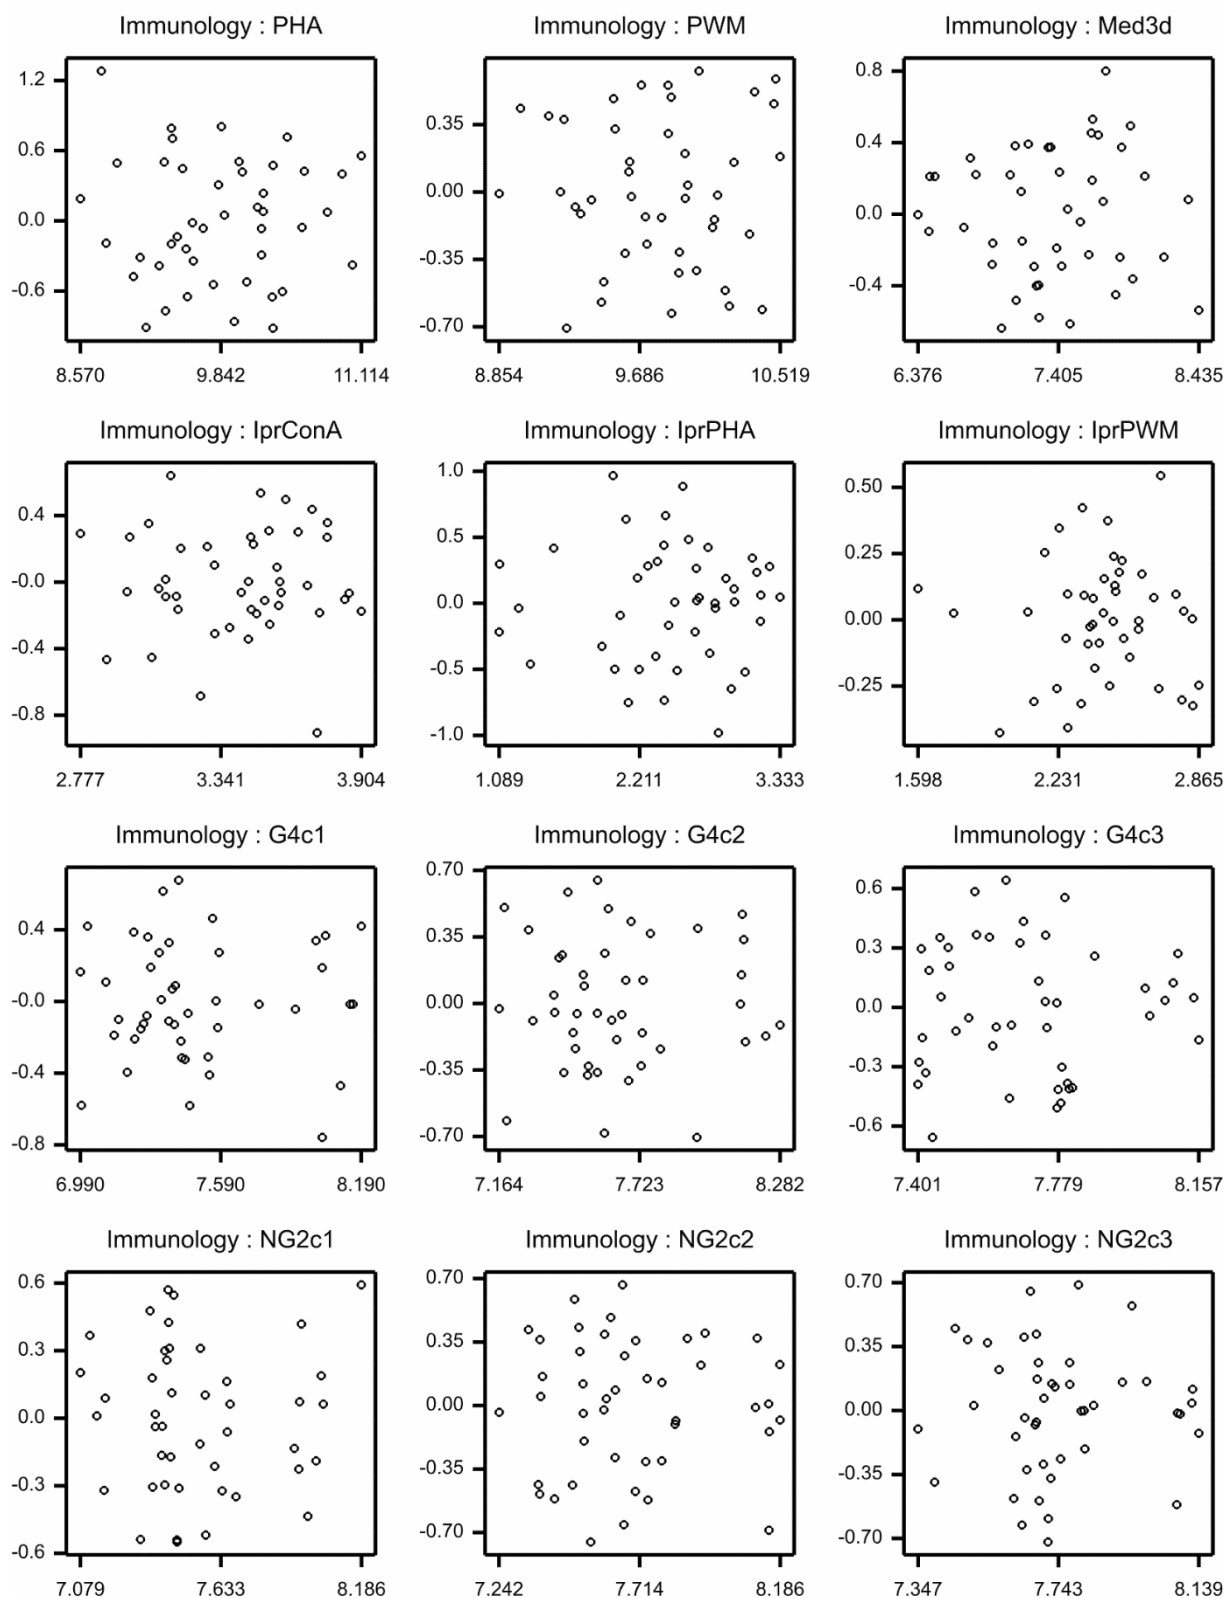 Immunology : PHA
1.2
0.6
0.0
-0.6
8.570 9.842 11.114
Immunology : PWM
0.35
0.00
-0.35
-0.70
8.854 9.686 10.519
Immunology : Med3d
0.8
0.4
0.0
-0.4
6.376 7.405 8.435
Immunology : IprConA
0.4
-0.0
-0.4
-0.8
2.777 3.341 3.904
Immunology : IprPHA
1.0
0.5
0.0
-0.5
-1.0
1.089 2.211 3.333
Immunology : IprPWM
0.50
0.25
0.00
-0.25
1.598 2.231 2.865
Immunology : G4c1
0.4
-0.0
-0.4
-0.8
6.990 7.590 8.190
Immunology : G4c2
0.70
0.35
0.00
-0.35
-0.70
7.164 7.723 8.282
Immunology : G4c3
0.6
0.3
0.0
-0.3
-0.6
7.401 7.779 8.157
Immunology : NG2c1
0.6
0.3
0.0
-0.3
-0.6
7.079 7.633 8.186
Immunology : NG2c2
0.70
0.35
0.00
-0.35
-0.70
7.242 7.714 8.186
Immunology : NG2c3
0.70
0.35
0.00
-0.35
-0.70
7.347 7.743 8.139